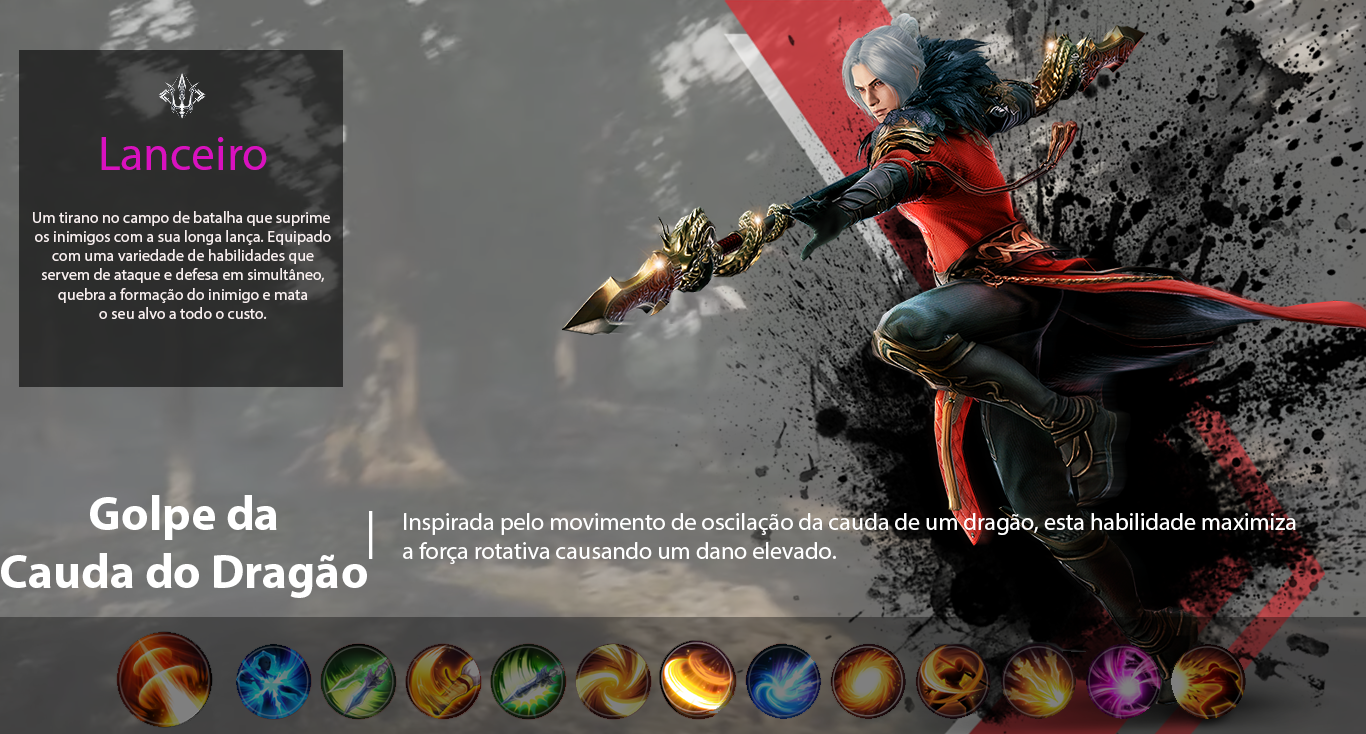 Lanceiro
Um tirano no campo de batalha que suprime
os inimigos com a sua longa lança. Equipado
com uma variedade de habilidades que
servem de ataque e defesa em simultâneo,
quebra a formação do inimigo e mata
o seu alvo a todo o custo.
Golpe da
Cauda do Dragão
Inspirada pelo movimento de oscilação da cauda de um dragão, esta habilidade maximiza
a força rotativa causando um dano elevado.